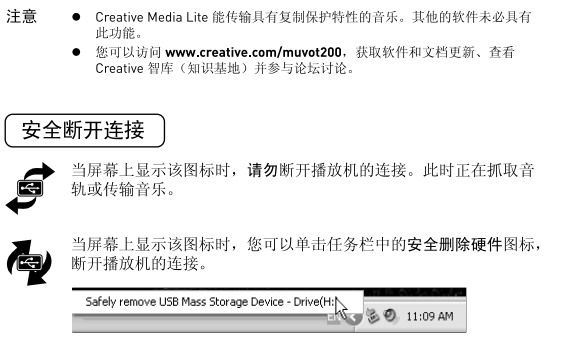 注意
● Creative Media Lite 能传输具有复制保护特性的音乐。其他的软件未必具有
此功能。
● 您可以访问 www.creative.com/muvot200，获取软件和文档更新、查看
Creative 智库（知识基地）并参与论坛讨论。
安全断开连接
当屏幕上显示该图标时，请勿断开播放机的连接。此时正在抓取音
轨或传输音乐。
当屏幕上显示该图标时，您可以单击任务栏中的安全删除硬件图标，
断开播放机的连接。
Safely remove USB Mass Storage Device - Drive(H:
11:09 AM